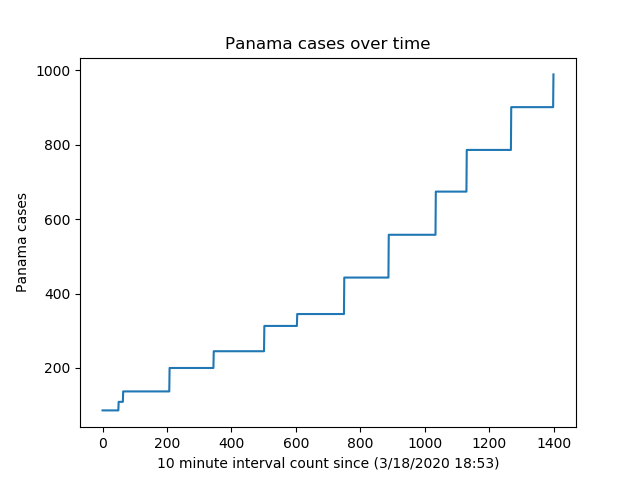 Panama cases over time
1000
800
600
400
200
Panama cases
0 200 400 600 800 1000 1200 1400
10 minute interval count since (3/18/2020 18:53)